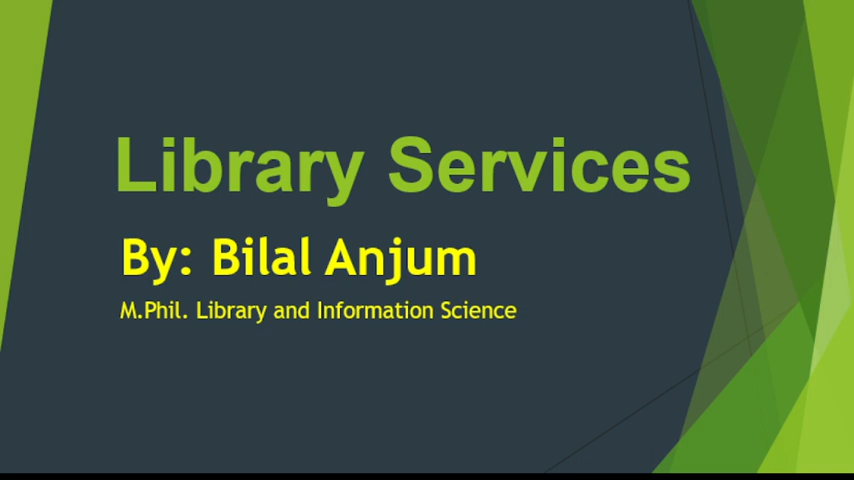 Library Services
By: Bilal Anjum
M.Phil. Library and Information Science